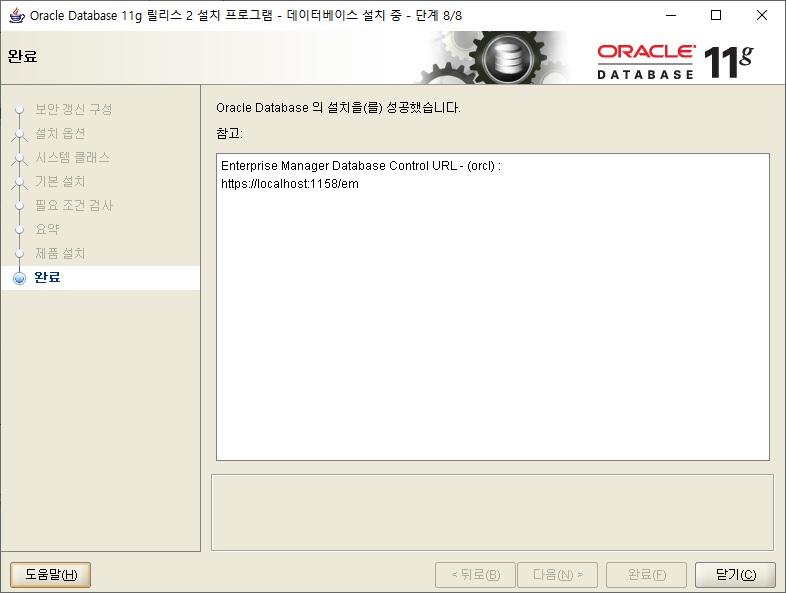 Oracle Database 11g 릴리스 2 설치 프로그램 - 데이터베이스 설치 중 - 단계 8/8
완료
ORACLE
DATABASE
11g
보안 갱신 구성
설치 옵션
시스템 클래스
기본 설치
필요 조건 검사
요약
제품 설치
완료
Oracle Database 의 설치을(를) 성공했습니다.
참고:
Enterprise Manager Database Control URL - (orcl) :
https://localhost:1158/em
도움말(H)
< 뒤로(B)
다음(N) >
완료(F)
닫기(C)